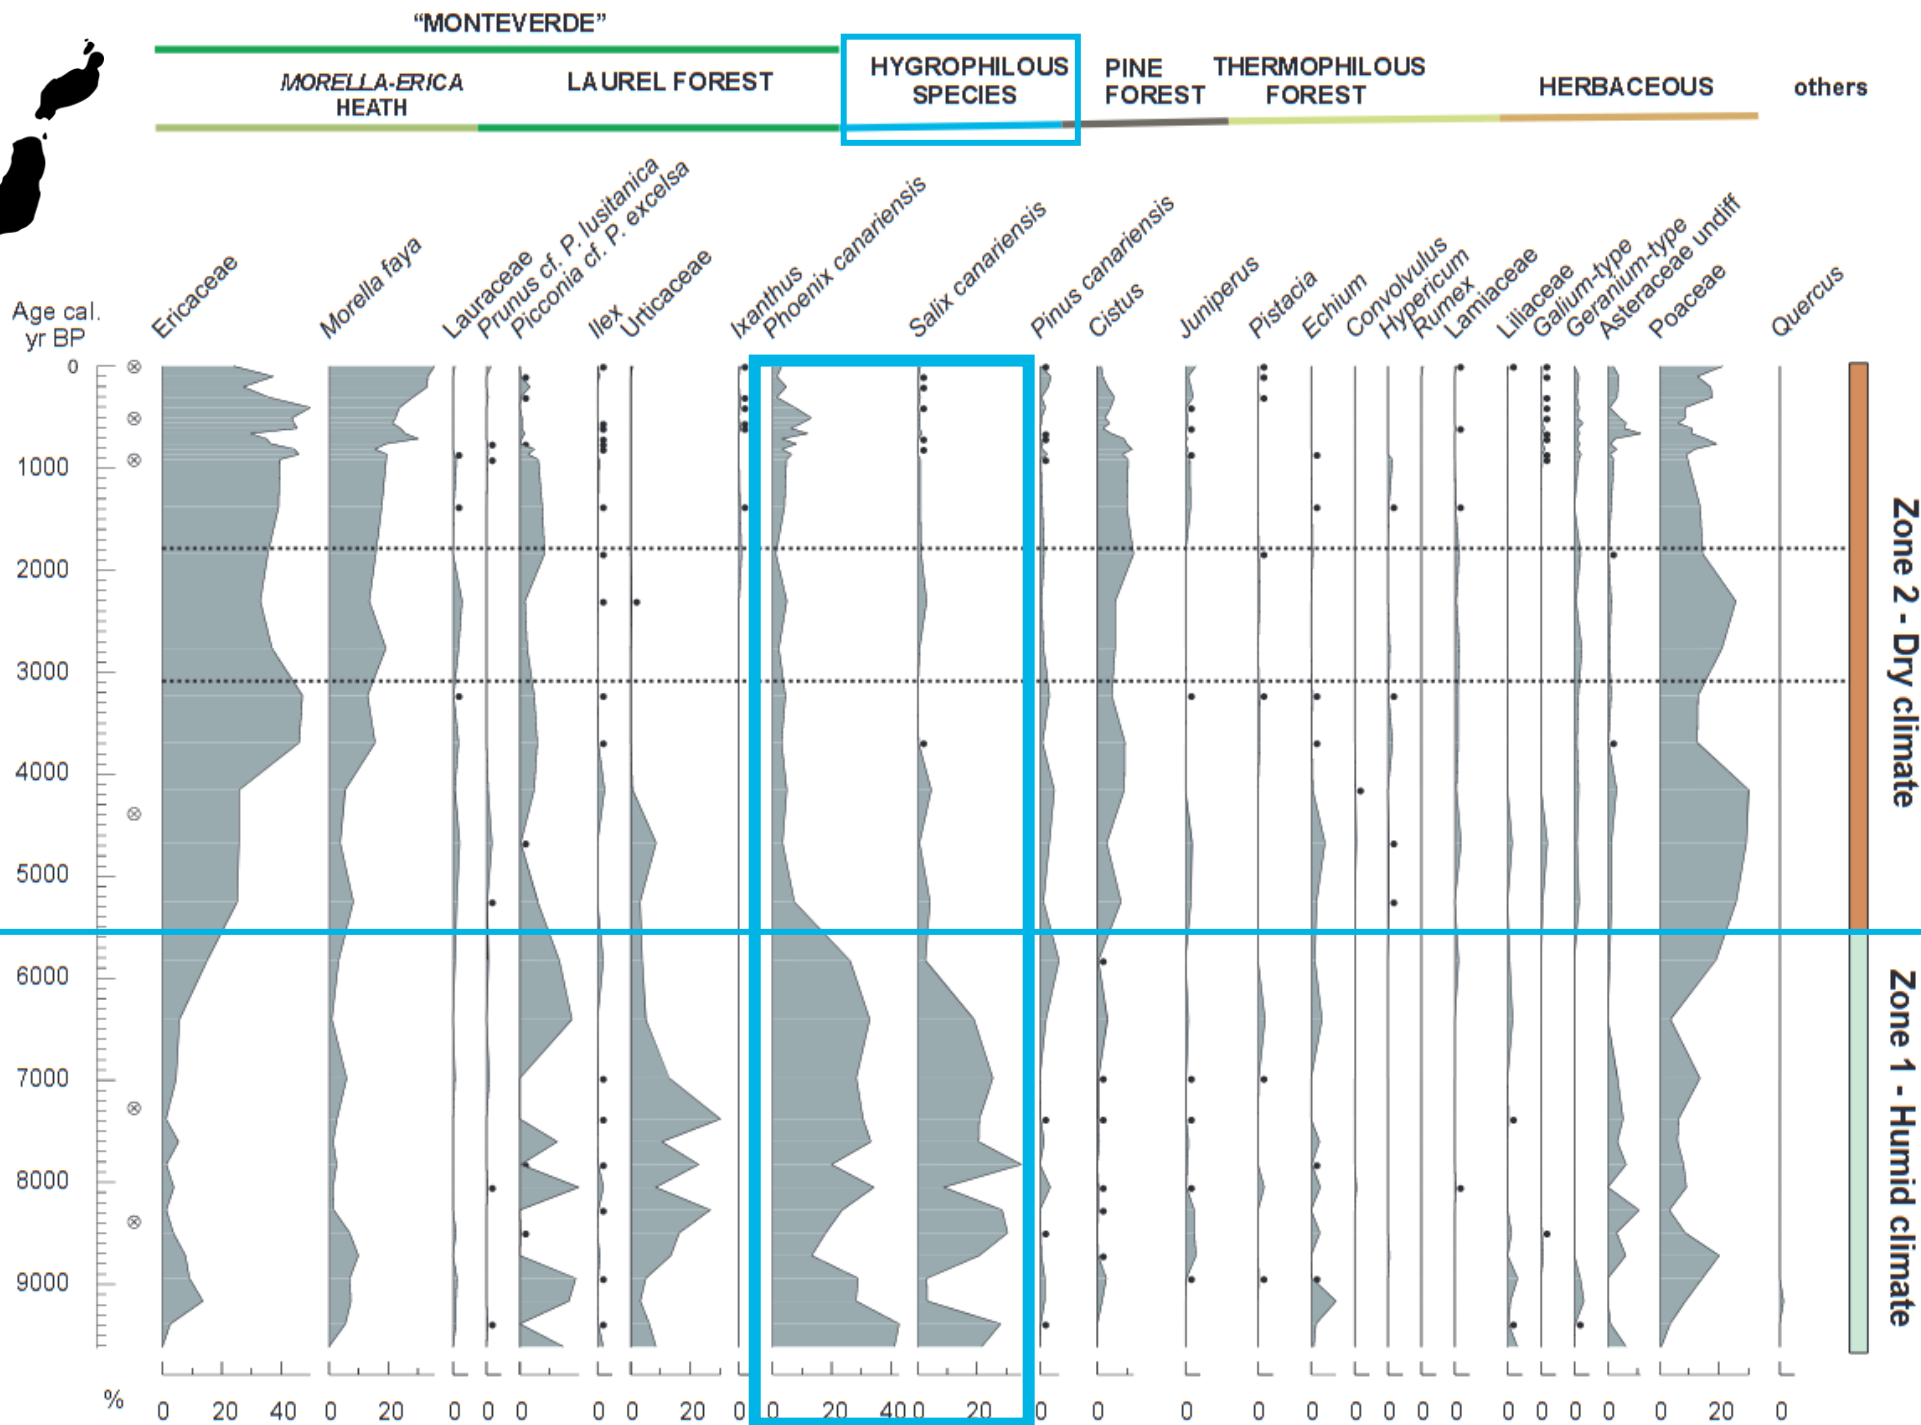 “MONTEVERDE”
MORELLA-ERICA
HEATH
LAUREL FOREST
HYGROPHILOUS
SPECIES
PINE
FOREST
THERMOPHILOUS
FOREST
HERBACEOUS
others
Age cal.
yr BP
Ericaceae
Morella faya
Lauraceae
Prunus cf. P. lusitanica
Picconia cf. P. excelsa
Ilex
Urticaceae
Ixanthus
Phoenix canariensis
Salix canariensis
Pinus canariensis
Cistus
Juniperus
Pistacia
Echium
Convolvulus
Hypericum
Rumex
Lamiaceae
Liliaceae
Galium-type
Geranium-type
Asteraceae undiff
Poaceae
Quercus
0
1000
2000
3000
4000
5000
6000
7000
8000
9000
Zone 2 - Dry climate
Zone 1 - Humid climate
%
0 20 40 0 20 0 0 0 0 0 20 0 0 20 40 0 20 0 0 0 0 0 0 0 0 0 0 0 0 0 0 20 0